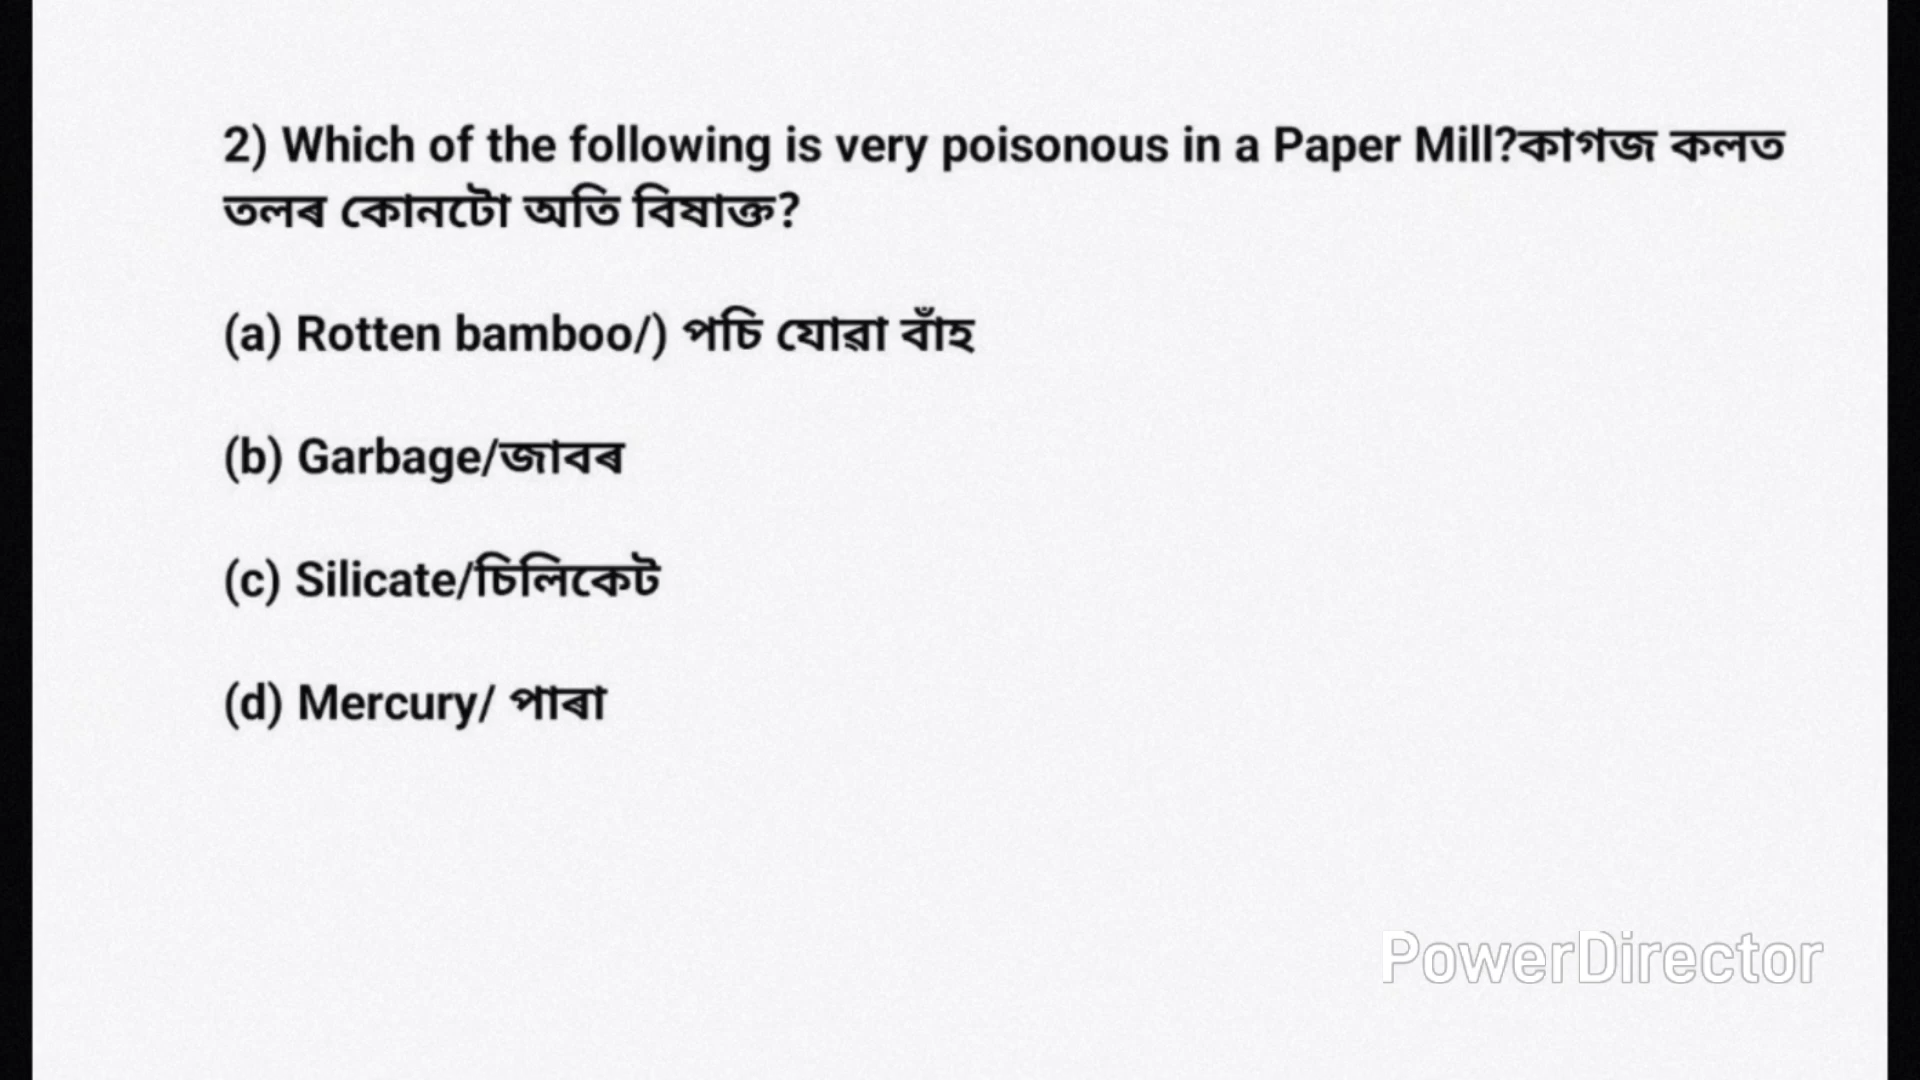 2) Which of the following is very poisonous in a Paper Mill?কাগজ কলত
তলৰ কোনটো অতি বিষাক্ত?
(a) Rotten bamboo/) পচি যোৱা বাঁহ
(b) Garbage/জাবৰ
(c) Silicate/চিলিকেট
(d) Mercury/ পাৰা
PowerDirector